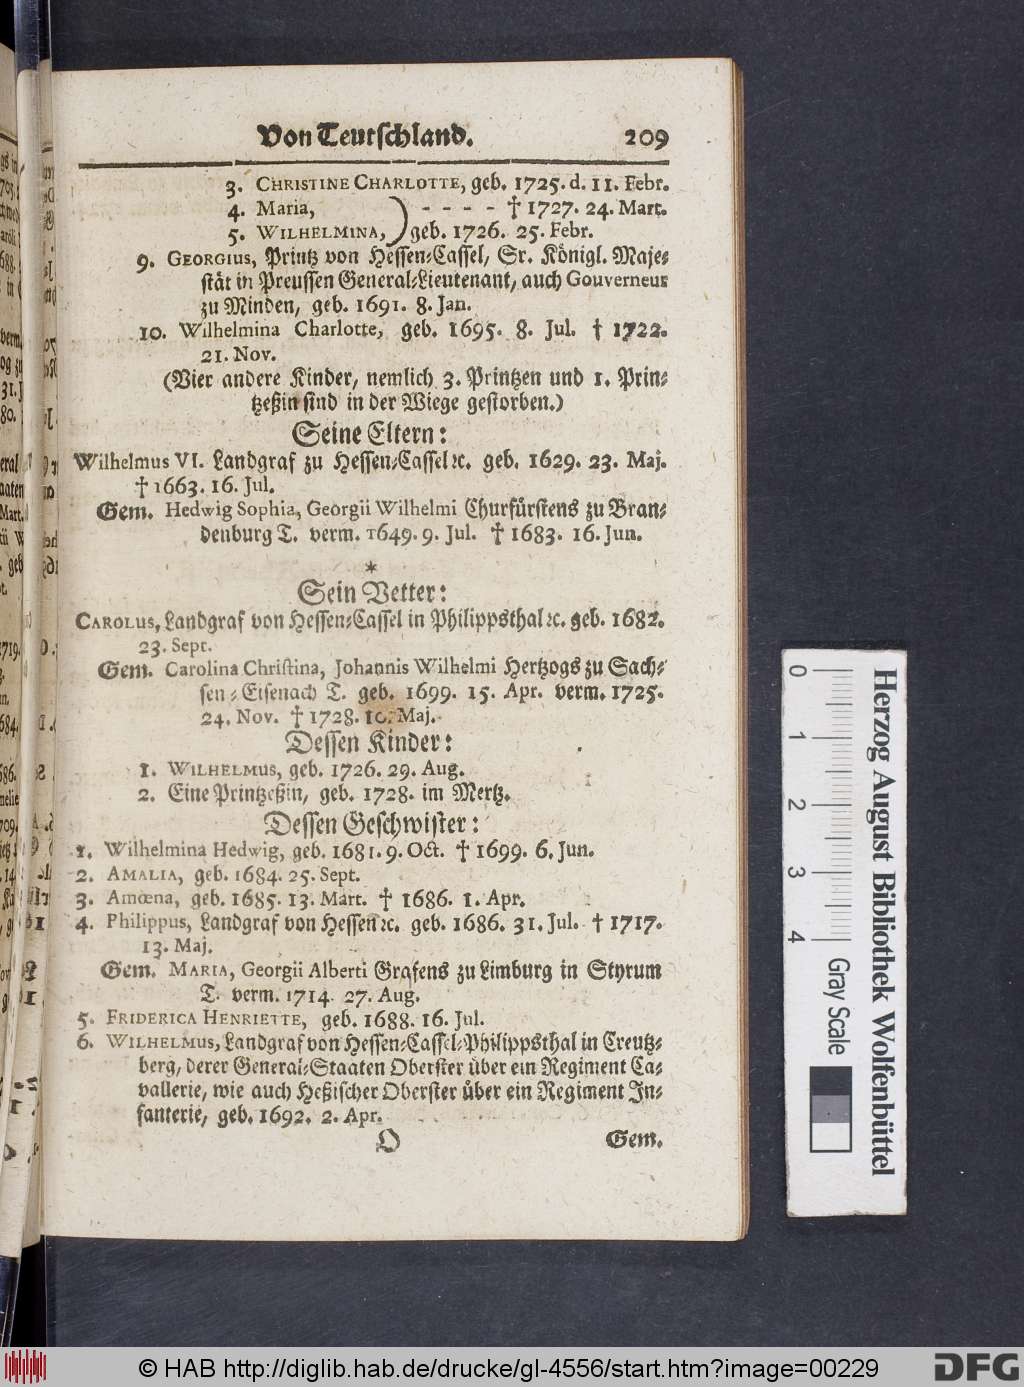 Von Teutschland. 209
3. CHRISTINE CHARLOTTE, geb. 1725. d. 11. Febr.
4. Maria, ) - - - - † 1727. 24. Mart.
5. WILHELMINA, ) geb. 1726. 25. Febr.
9. GEORGIUS, Printz von Hessen-Cassel, Sr. Königl. Maje-
stät in Preussen General-Lieutenant, auch Gouverneur
zu Minden, geb. 1691. 8. Jan.
10. Wilhelmina Charlotte, geb. 1695. 8. Jul. † 1722.
21. Nov.
(Vier andere Kinder, nemlich 3. Printzen und 1. Prin-
tzeßin sind in der Wiege gestorben.)
Seine Eltern:
Wilhelmus VI. Landgraf zu Hessen-Cassel ꝛc. geb. 1629. 23. Maj.
† 1663. 16. Jul.
Gem. Hedwig Sophia, Georgii Wilhelmi Churfürstens zu Bran-
denburg T. verm. 1649. 9. Jul. † 1683. 16. Jun.
*
Sein Vetter:
CAROLUS, Landgraf von Hessen-Cassel in Philippsthal ꝛc. geb. 1682.
23. Sept.
Gem. Carolina Christina, Johannis Wilhelmi Hertzogs zu Sach-
sen-Eisenach T. geb. 1699. 15. Apr. verm. 1725.
24. Nov. † 1728. 10. Maj.
Dessen Kinder:
1. WILHELMUS, geb. 1726. 29. Aug.
2. Eine Printzeßin, geb. 1728. im Mertz.
Dessen Geschwister:
1. Wilhelmina Hedwig, geb. 1681. 9. Oct. † 1699. 6. Jun.
2. AMALIA, geb. 1684. 25. Sept.
3. Amœna, geb. 1685. 13. Mart. † 1686. 1. Apr.
4. Philippus, Landgraf von Hessen ꝛc. geb. 1686. 31. Jul. † 1717.
13. Maj.
Gem. MARIA, Georgii Alberti Grafens zu Limburg in Styrum
T. verm. 1714. 27. Aug.
5. FRIDERICA HENRIETTE, geb. 1688. 16. Jul.
6. WILHELMUS, Landgraf von Hessen-Cassel-Philippsthal in Creutz-
berg, derer General-Staaten Oberster über ein Regiment Ca-
vallerie, wie auch Heßischer Oberster über ein Regiment In-
fanterie, geb. 1692. 2. Apr.
O Gem.
0 1 2 3 4
Herzog August Bibliothek Wolfenbüttel
Gray Scale
© HAB http://diglib.hab.de/drucke/gl-4556/start.htm?image=00229
DFG